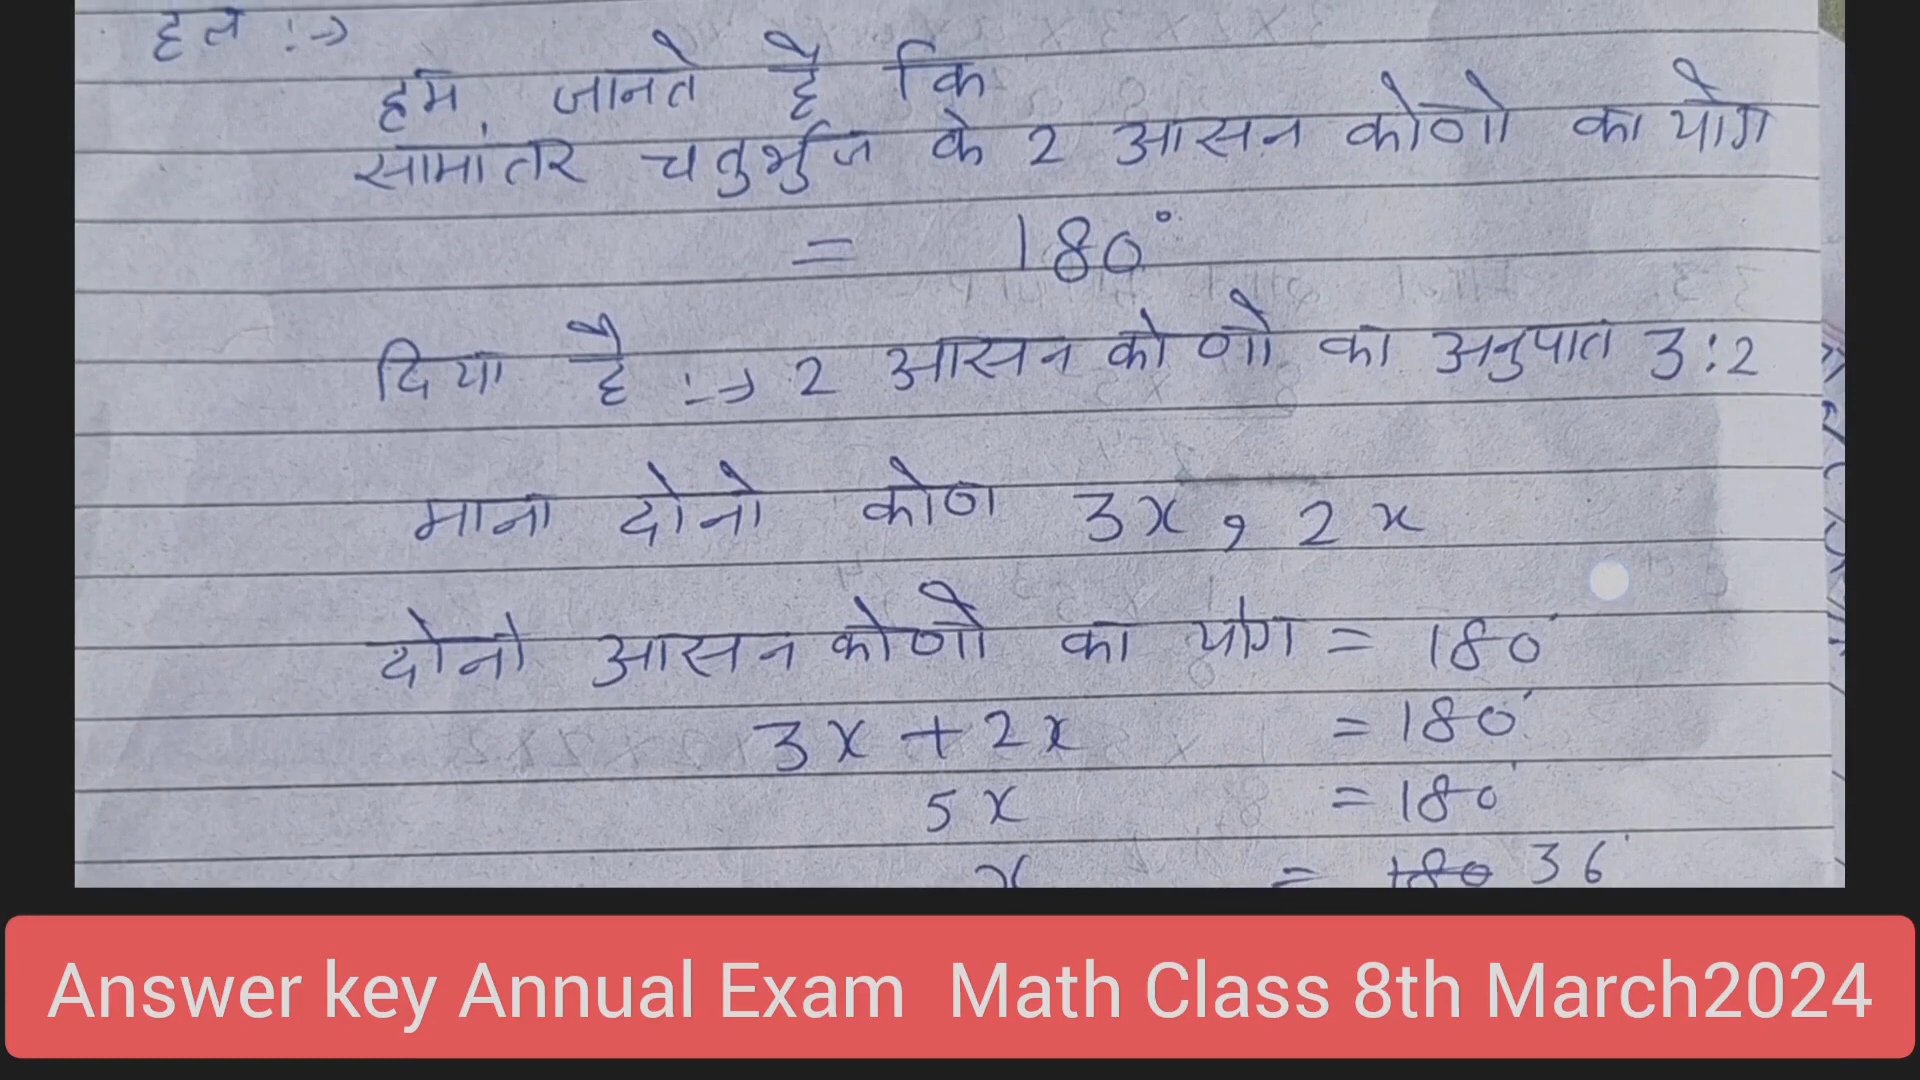 हल :→
हम जानते है कि
सामांतर चतुर्भुज के 2 आसन कोणो का योग
= 180°
दिया है :→ 2 आसन कोणो का अनुपात 3:2
माना दोनो कोण 3x, 2x
दोनो आसन कोणो का योग = 180°
3x + 2x = 180°
5x = 180°
x = 180 36°
Answer key Annual Exam Math Class 8th March2024